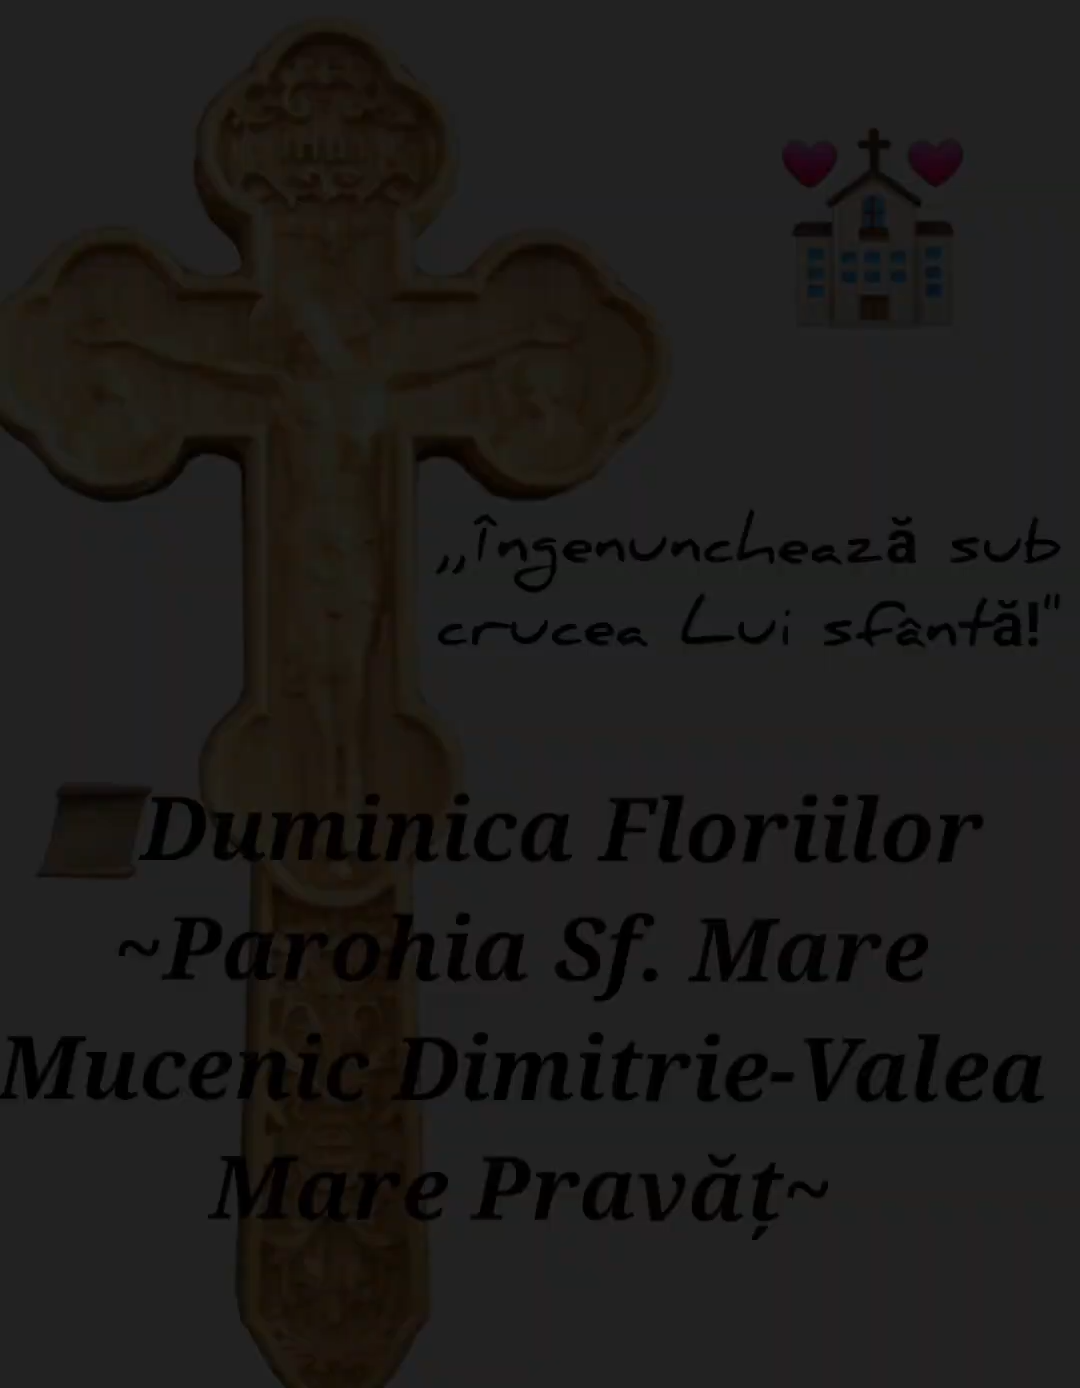 „Îngenunchează sub
crucea Lui sfântă!"
Duminica Floriilor
~Parohia Sf. Mare
Mucenic Dimitrie-Valea
Mare Pravăț~